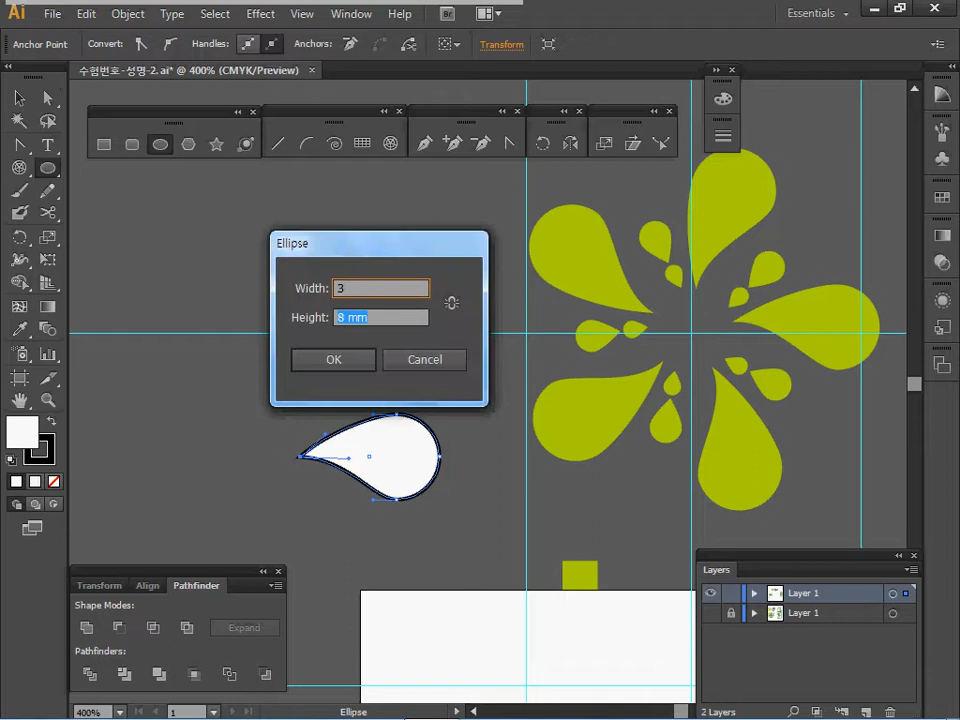 Ai File Edit Object Type Select Effect View Window Help Br Essentials
Anchor Point Convert: Handles: Anchors: Transform
수험번호-성명-2.ai* @ 400% (CMYK/Preview)
Ellipse
Width: 3
Height: 8 mm
OK Cancel
Transform Align Pathfinder
Shape Modes:
Expand
Pathfinders:
Layers
Layer 1
Layer 1
2 Layers
400% 1 Ellipse